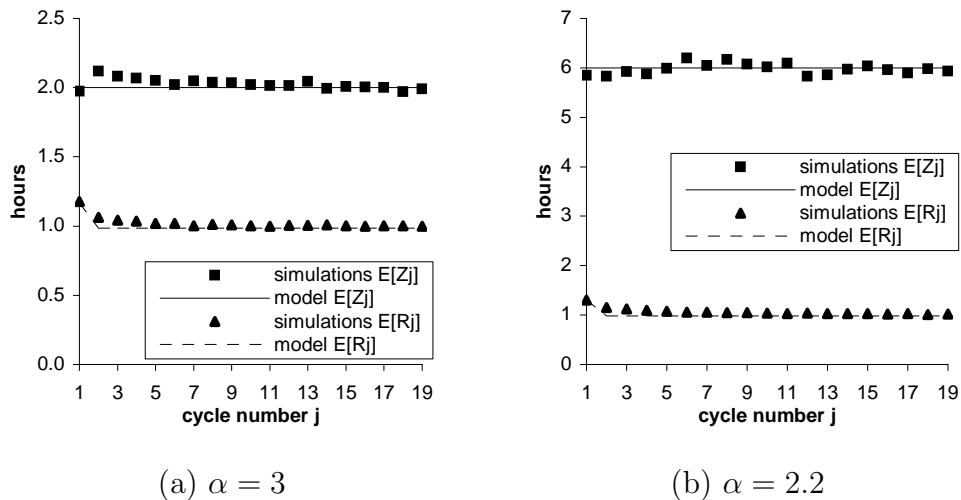 2.5
2.0
1.5
1.0
0.5
0.0
hours
simulations E[Zj]
model E[Zj]
simulations E[Rj]
model E[Rj]
1 3 5 7 9 11 13 15 17 19
cycle number j
(a) α = 3
7
6
5
4
3
2
1
0
hours
simulations E[Zj]
model E[Zj]
simulations E[Rj]
model E[Rj]
1 3 5 7 9 11 13 15 17 19
cycle number j
(b) α = 2.2